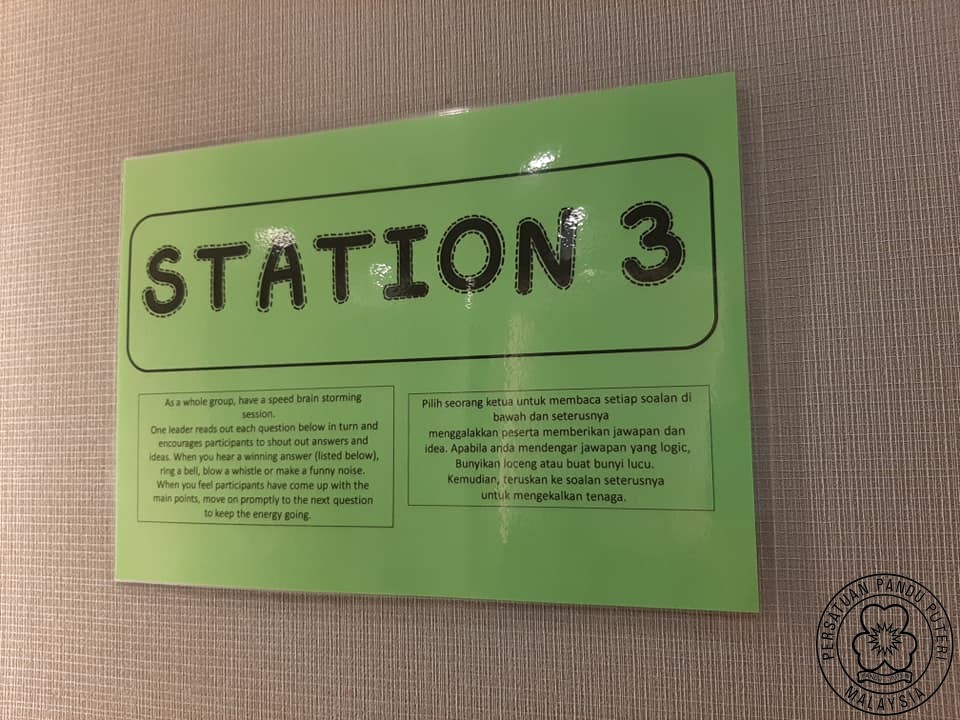 STATION 3
As a whole group, have a speed brain storming
session.
One leader reads out each question below in turn and
encourages participants to shout out answers and
ideas. When you hear a winning answer (listed below),
ring a bell, blow a whistle or make a funny noise.
When you feel participants have come up with the
main points, move on promptly to the next question
to keep the energy going.
Pilih seorang ketua untuk membaca setiap soalan di
bawah dan seterusnya
menggalakkan peserta memberikan jawapan dan
idea. Apabila anda mendengar jawapan yang logic,
Bunyikan loceng atau buat bunyi lucu.
Kemudian, teruskan ke soalan seterusnya
untuk mengekalkan tenaga.
PERSATUAN PANDU PUTERI
MALAYSIA